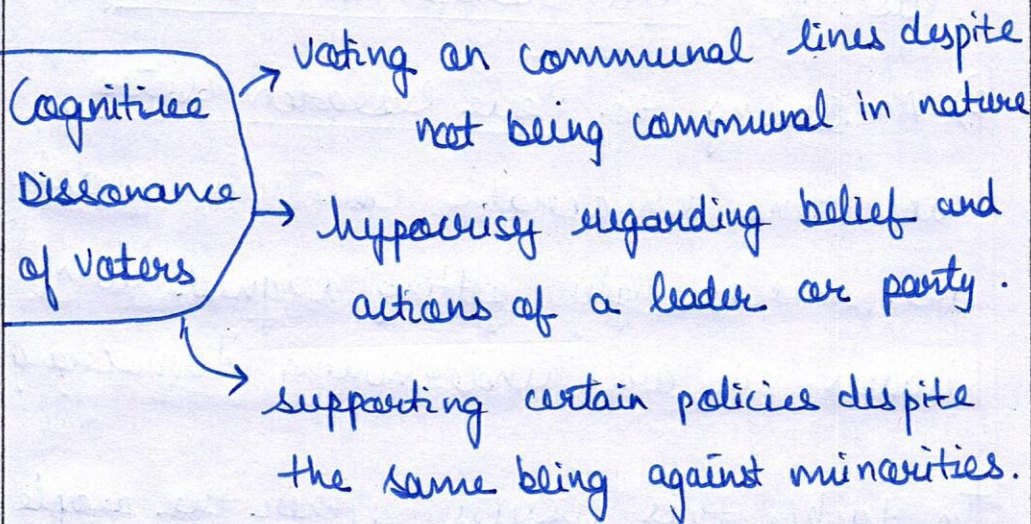 Cognitive
Dissonance
of voters
→ voting on communal lines despite
not being communal in nature
→ hypocrisy regarding belief and
actions of a leader or party.
→ supporting certain policies despite
the same being against minorities.